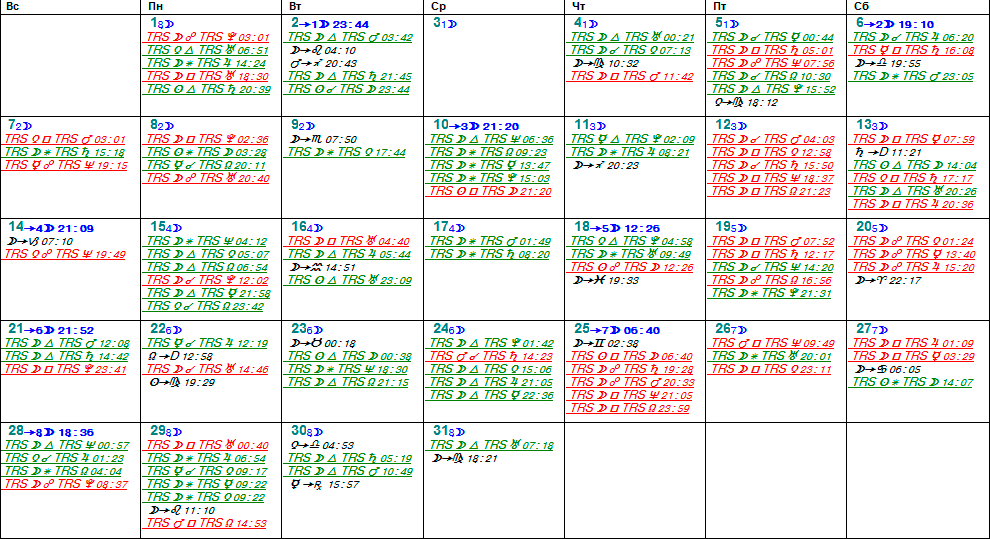 Вс Пн Вт Ср Чт Пт Сб
1 8☽
TRS ☽ ☍ TRS ♆ 03:01
TRS ♀ △ TRS ♅ 06:51
TRS ☽ ✶ TRS ♃ 14:24
TRS ☽ □ TRS ♅ 18:30
TRS ☉ △ TRS ♄ 20:39
2→1☽ 23:44
TRS ☽ △ TRS ♂ 03:42
☽→♌ 04:10
♂→♐ 20:43
TRS ☽ △ TRS ♄ 21:45
TRS ☉ ☌ TRS ☽ 23:44
3 1☽
4 1☽
TRS ☽ △ TRS ♅ 00:21
TRS ☽ ☌ TRS ♀ 07:13
☽→♍ 10:32
TRS ☽ □ TRS ♂ 11:42
5 1☽
TRS ☽ ☌ TRS ☿ 00:44
TRS ☽ □ TRS ♄ 05:01
TRS ☽ ☍ TRS ♆ 07:56
TRS ☽ ☌ TRS ☊ 10:30
TRS ☽ △ TRS ♆ 15:52
♀→♍ 18:12
6→2☽ 19:10
TRS ☽ ☌ TRS ♃ 06:20
TRS ☿ □ TRS ♄ 16:08
☽→♎ 19:55
TRS ☽ ✶ TRS ♂ 23:05
7 2☽
TRS ♀ □ TRS ♂ 03:01
TRS ☽ ✶ TRS ♄ 15:18
TRS ☿ ☍ TRS ♆ 19:15
8 2☽
TRS ☽ □ TRS ♆ 02:36
TRS ☉ ✶ TRS ☽ 03:28
TRS ☿ ☌ TRS ☊ 20:11
TRS ☽ ☍ TRS ♅ 20:40
9 2☽
☽→♏ 07:50
TRS ☽ ✶ TRS ♀ 17:44
10→3☽ 21:20
TRS ☽ △ TRS ♆ 06:36
TRS ☽ ✶ TRS ☊ 09:23
TRS ☽ ✶ TRS ☿ 13:47
TRS ☽ ✶ TRS ♆ 15:03
TRS ☉ □ TRS ☽ 21:20
11 3☽
TRS ☿ △ TRS ♆ 02:09
TRS ☽ ✶ TRS ♃ 08:21
☽→♐ 20:23
12 3☽
TRS ☽ ☌ TRS ♂ 04:03
TRS ☽ □ TRS ♀ 12:58
TRS ☽ ☌ TRS ♄ 15:50
TRS ☽ □ TRS ♆ 18:37
TRS ☽ □ TRS ☊ 21:23
13 3☽
TRS ☽ □ TRS ☿ 07:59
♄→D 11:21
TRS ☉ △ TRS ☽ 14:04
TRS ♀ □ TRS ♄ 17:17
TRS ☽ △ TRS ♅ 20:26
TRS ☽ □ TRS ♃ 20:36
14→4☽ 21:09
☽→♑ 07:10
TRS ♀ ☍ TRS ♆ 19:49
15 4☽
TRS ☽ ✶ TRS ♆ 04:12
TRS ☽ △ TRS ♀ 05:07
TRS ☽ △ TRS ☊ 06:54
TRS ☽ ☌ TRS ♆ 12:02
TRS ☽ △ TRS ☿ 21:58
TRS ♀ ☌ TRS ☊ 23:42
16 4☽
TRS ☽ □ TRS ♅ 04:40
TRS ☽ △ TRS ♃ 05:44
☽→♒ 14:51
TRS ☉ △ TRS ♅ 23:09
17 4☽
TRS ☽ ✶ TRS ♂ 01:49
TRS ☽ ✶ TRS ♄ 08:20
18→5☽ 12:26
TRS ♀ △ TRS ♆ 04:58
TRS ☽ ✶ TRS ♅ 09:49
TRS ☉ ☍ TRS ☽ 12:26
☽→♓ 19:33
19 5☽
TRS ☽ □ TRS ♂ 07:52
TRS ☽ □ TRS ♄ 12:17
TRS ☽ ☌ TRS ♆ 14:20
TRS ☽ ☍ TRS ☊ 16:56
TRS ☽ ✶ TRS ♆ 21:31
20 5☽
TRS ☽ ☍ TRS ♀ 01:24
TRS ☽ ☍ TRS ☿ 13:40
TRS ☽ ☍ TRS ♃ 15:20
☽→♈ 22:17
21→6☽ 21:52
TRS ☽ △ TRS ♂ 12:08
TRS ☽ △ TRS ♄ 14:42
TRS ☽ □ TRS ♆ 23:41
22 6☽
TRS ☿ ☌ TRS ♃ 12:19
☊→D 12:58
TRS ☽ ☌ TRS ♅ 14:46
☉→♍ 19:29
23 6☽
☽→♉ 00:18
TRS ☉ △ TRS ☽ 00:38
TRS ☽ ✶ TRS ♆ 18:30
TRS ☽ △ TRS ☊ 21:15
24 6☽
TRS ☽ △ TRS ♆ 01:42
TRS ♂ ☌ TRS ♄ 14:23
TRS ☽ △ TRS ♀ 15:06
TRS ☽ △ TRS ♃ 21:05
TRS ☽ △ TRS ☿ 22:36
25→7☽ 06:40
☽→♊ 02:38
TRS ☉ □ TRS ☽ 06:40
TRS ☽ ☍ TRS ♄ 19:28
TRS ☽ ☍ TRS ♂ 20:33
TRS ☽ □ TRS ♆ 21:05
TRS ☽ □ TRS ☊ 23:59
26 7☽
TRS ♂ □ TRS ♆ 09:49
TRS ☽ ✶ TRS ♅ 20:01
TRS ☽ □ TRS ♀ 23:11
27 7☽
TRS ☽ □ TRS ♃ 01:09
TRS ☽ □ TRS ☿ 03:29
☽→♋ 06:05
TRS ☉ ✶ TRS ☽ 14:07
28→8☽ 18:36
TRS ☽ △ TRS ♆ 00:57
TRS ♀ ☌ TRS ♃ 01:23
TRS ☽ ✶ TRS ☊ 04:04
TRS ☽ ☍ TRS ♆ 08:37
29 8☽
TRS ☽ □ TRS ♅ 00:40
TRS ☽ ✶ TRS ♃ 06:54
TRS ☿ ☌ TRS ♀ 09:17
TRS ☽ ✶ TRS ☿ 09:22
TRS ☽ ✶ TRS ♀ 09:22
☽→♌ 11:10
TRS ♂ □ TRS ☊ 14:53
30 8☽
♀→♎ 04:53
TRS ☽ △ TRS ♄ 05:19
TRS ☽ △ TRS ♂ 10:49
☿→℞ 15:57
31 8☽
TRS ☽ △ TRS ♅ 07:18
☽→♍ 18:21